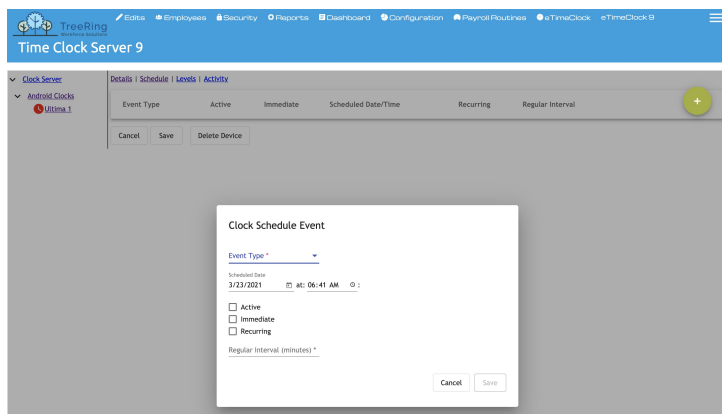 Edits Employees Security Reports Dashboard Configuration Payroll Routines eTimeClock eTimeClock 9
TreeRing
Workforce Solutions
Time Clock Server 9
Clock Server
Android Clocks
Ultima 1
Details | Schedule | Levels | Activity
Event Type Active Immediate Scheduled Date/Time Recurring Regular Interval +
Cancel Save Delete Device
Clock Schedule Event
Event Type *
Scheduled Date
3/23/2021 at: 06:41 AM :
Active
Immediate
Recurring
Regular Interval (minutes) *
Cancel Save